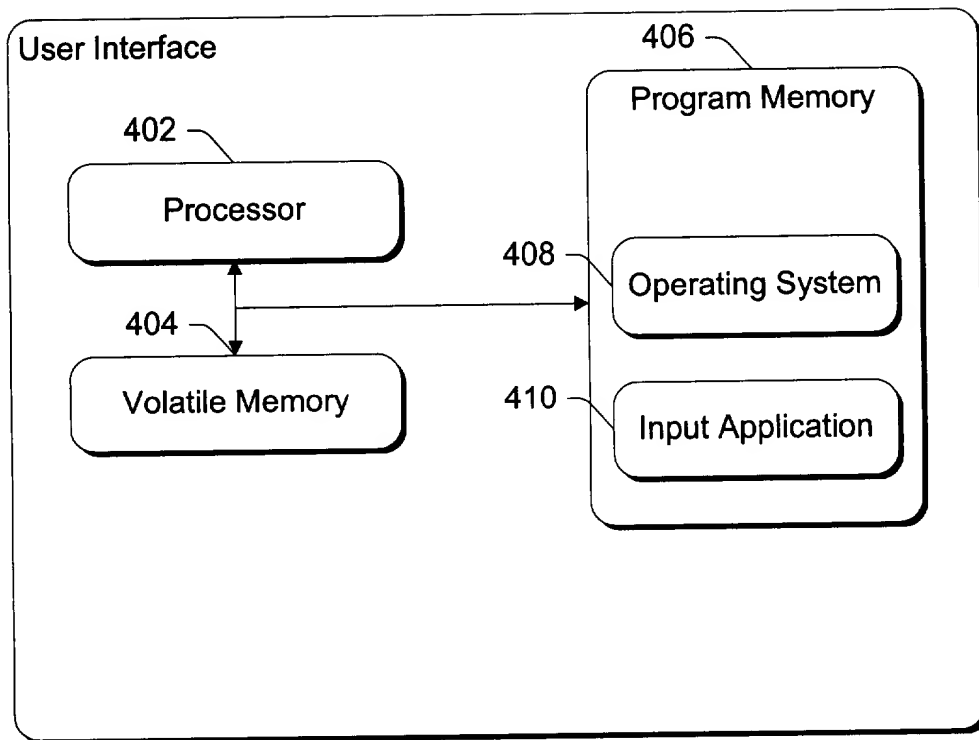 User Interface
406
Program Memory
402
Processor
408
Operating System
404
Volatile Memory
410
Input Application